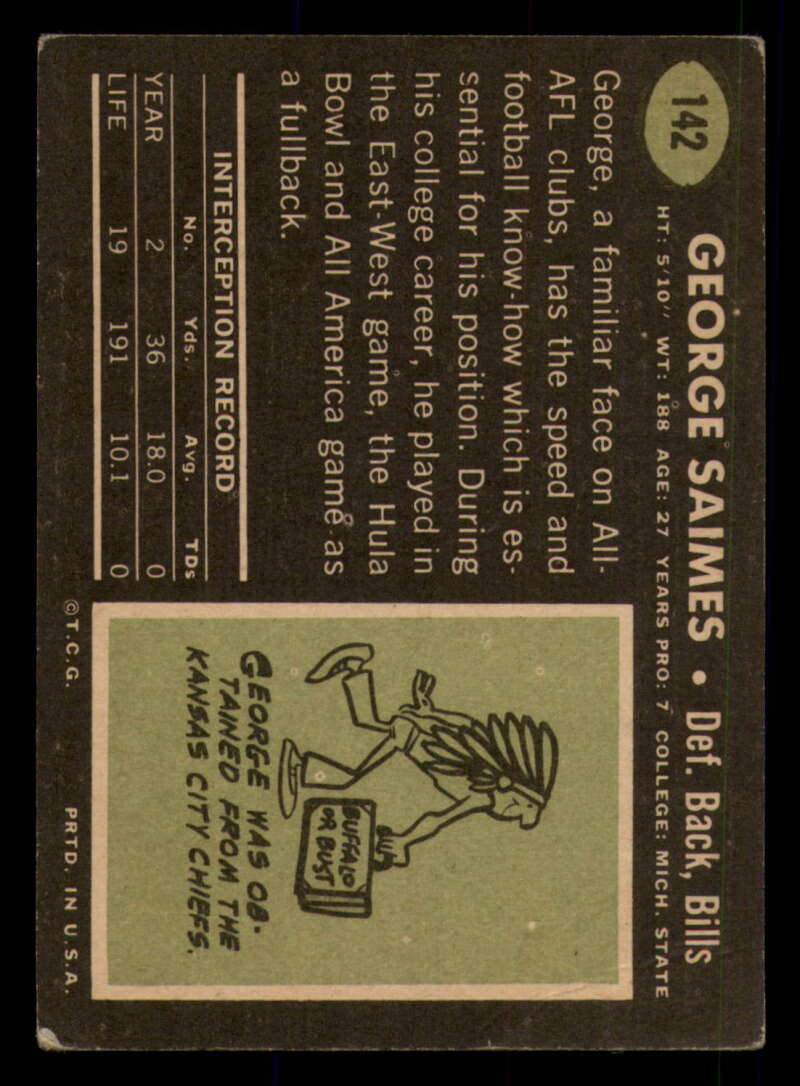 142
GEORGE SAIMES • Def. Back, Bills
HT: 5'10" WT: 188 AGE: 27 YEARS PRO: 7 COLLEGE: MICH. STATE
George, a familiar face on All-
AFL clubs, has the speed and
football know-how which is es-
sential for his position. During
his college career, he played in
the East-West game, the Hula
Bowl and All America game as
a fullback.
INTERCEPTION RECORD
No. Yds. Avg. TDs
YEAR 2 36 18.0 0
LIFE 19 191 10.1 0
BUFFALO
OR BUST
GEORGE WAS OB-
TAINED FROM THE
KANSAS CITY CHIEFS.
©T.C.G. PRTD. IN U.S.A.